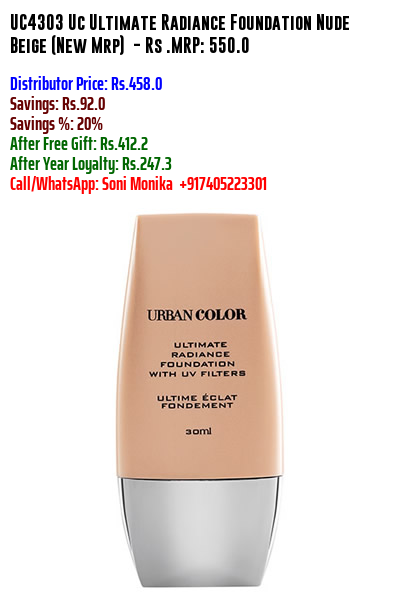 UC4303 Uc Ultimate Radiance Foundation Nude
Beige (New Mrp) - Rs .MRP: 550.0
Distributor Price: Rs.458.0
Savings: Rs.92.0
Savings %: 20%
After Free Gift: Rs.412.2
After Year Loyalty: Rs.247.3
Call/WhatsApp: Soni Monika +917405223301
URBAN COLOR
ULTIMATE
RADIANCE
FOUNDATION
WITH UV FILTERS
ULTIME ÉCLAT
FONDEMENT
30ml